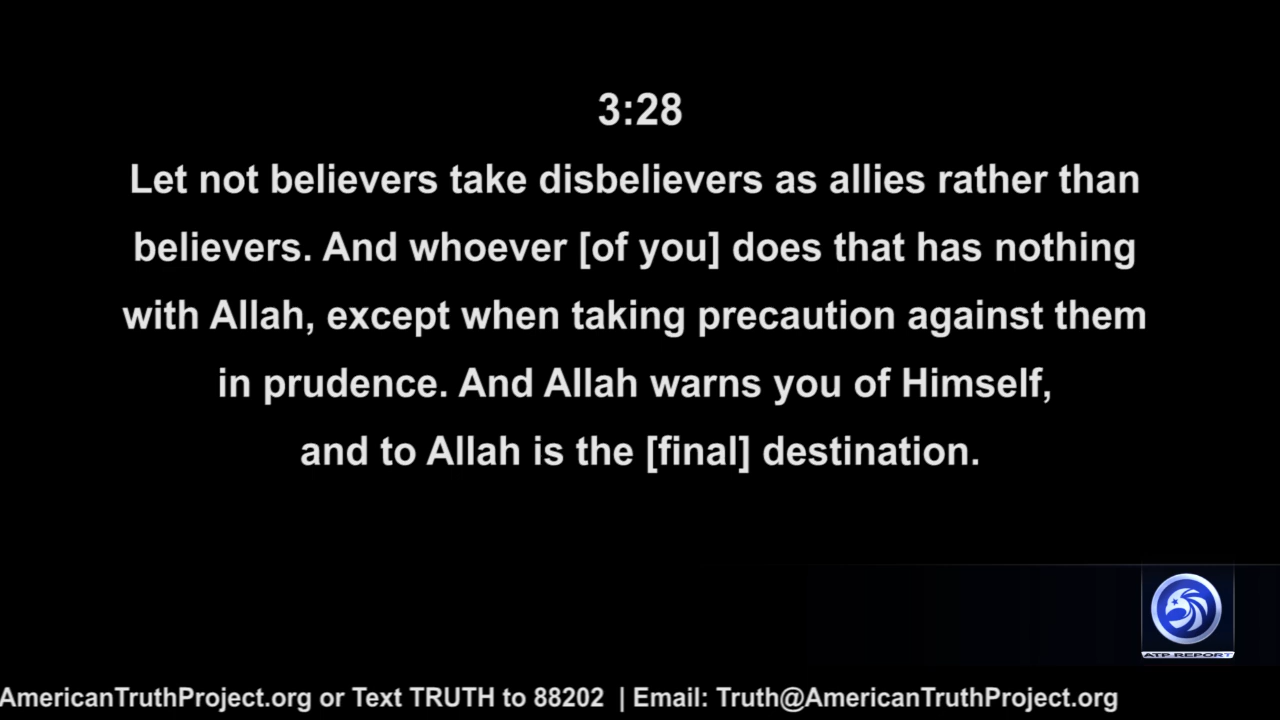 3:28
Let not believers take disbelievers as allies rather than
believers. And whoever [of you] does that has nothing
with Allah, except when taking precaution against them
in prudence. And Allah warns you of Himself,
and to Allah is the [final] destination.
ATP REPORT
AmericanTruthProject.org or Text TRUTH to 88202 | Email: Truth@AmericanTruthProject.org